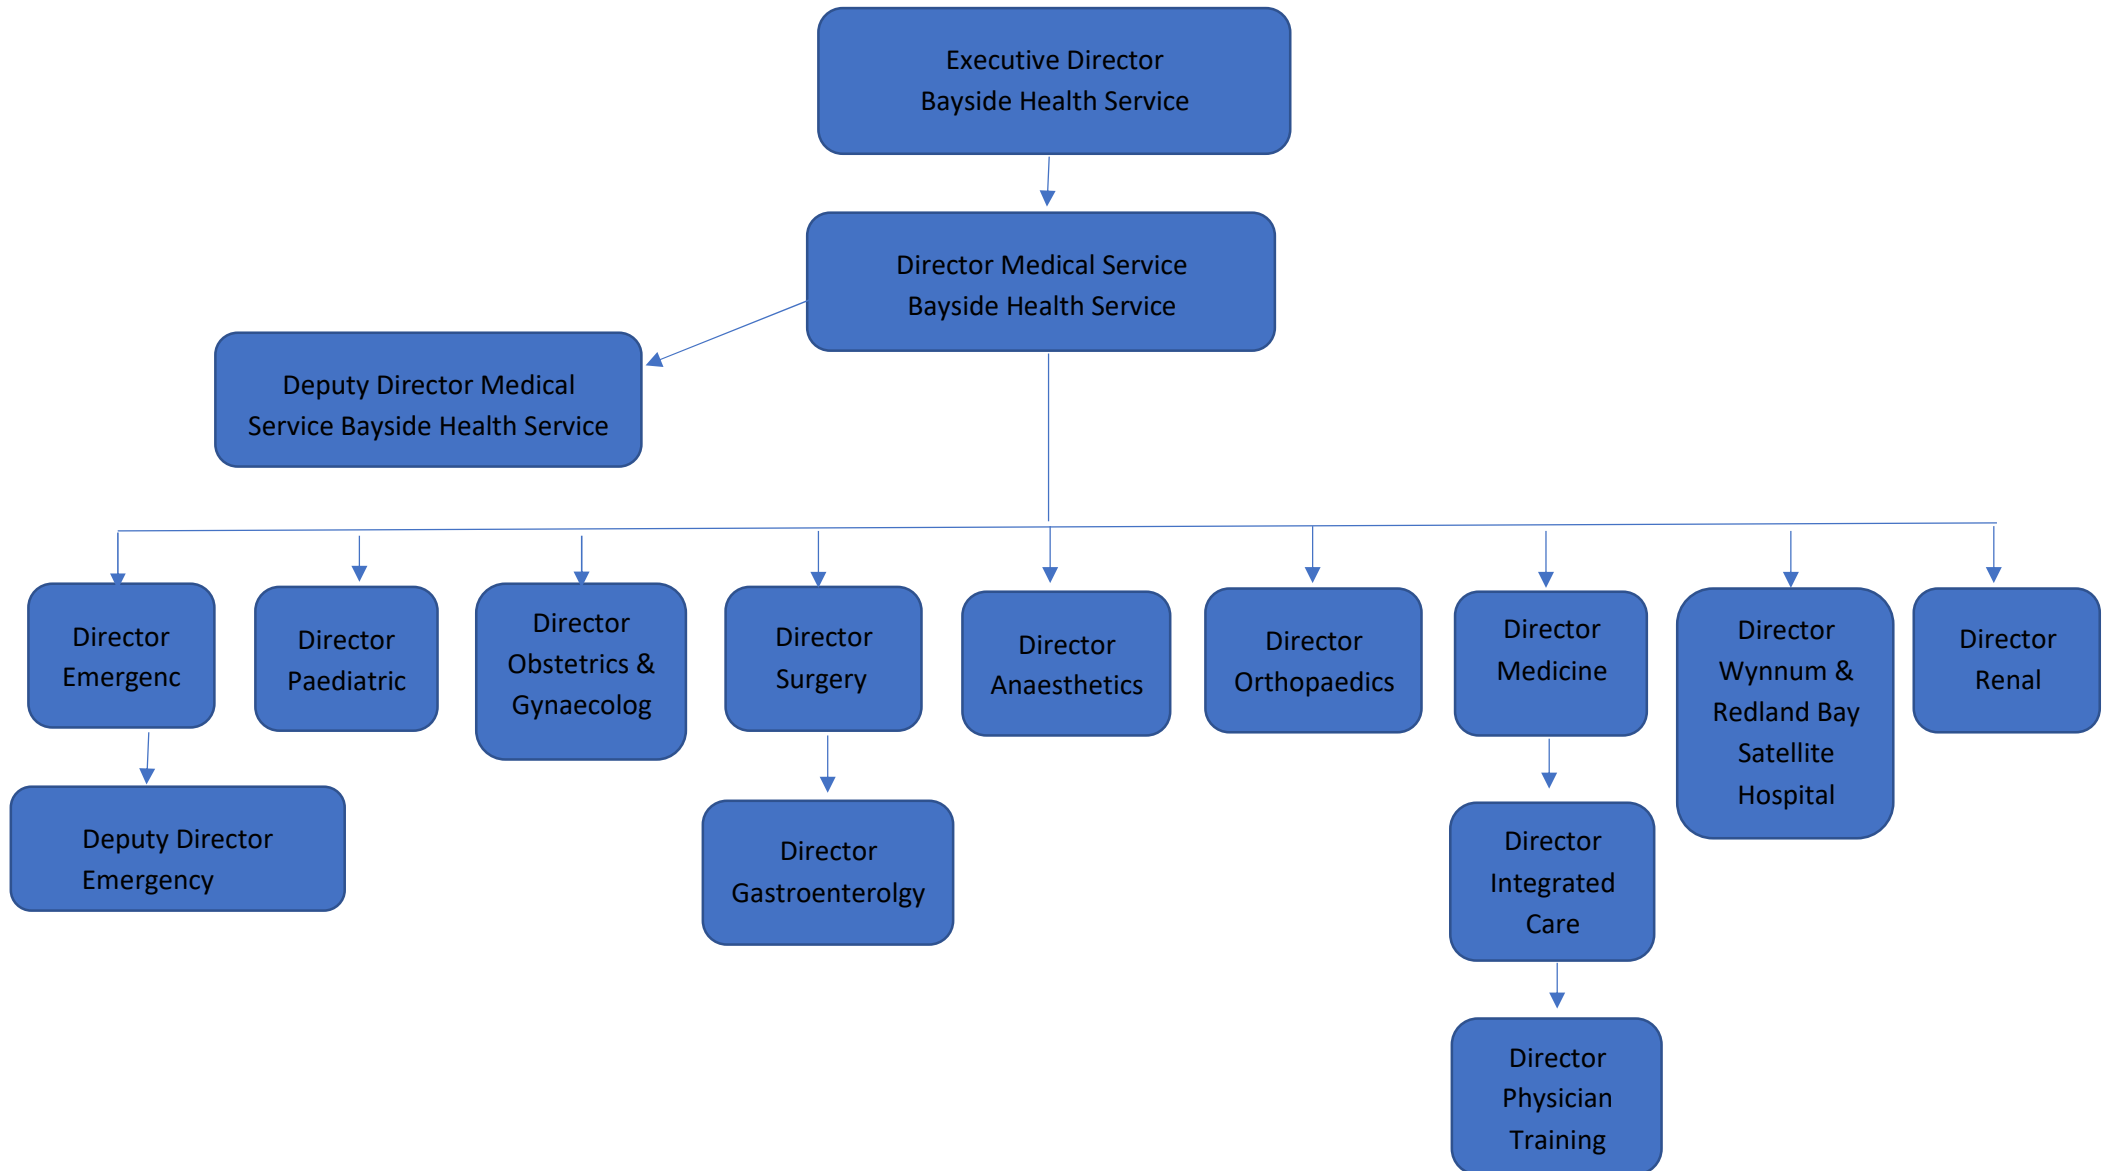 Executive Director
Bayside Health Service
Director Medical Service
Bayside Health Service
Deputy Director Medical
Service Bayside Health Service
Director
Emergenc
Director
Paediatric
Director
Obstetrics &
Gynaecolog
Director
Surgery
Director
Anaesthetics
Director
Orthopaedics
Director
Medicine
Director
Wynnum &
Redland Bay
Satellite
Hospital
Director
Renal
Deputy Director
Emergency
Director
Gastroenterolgy
Director
Integrated
Care
Director
Physician
Training